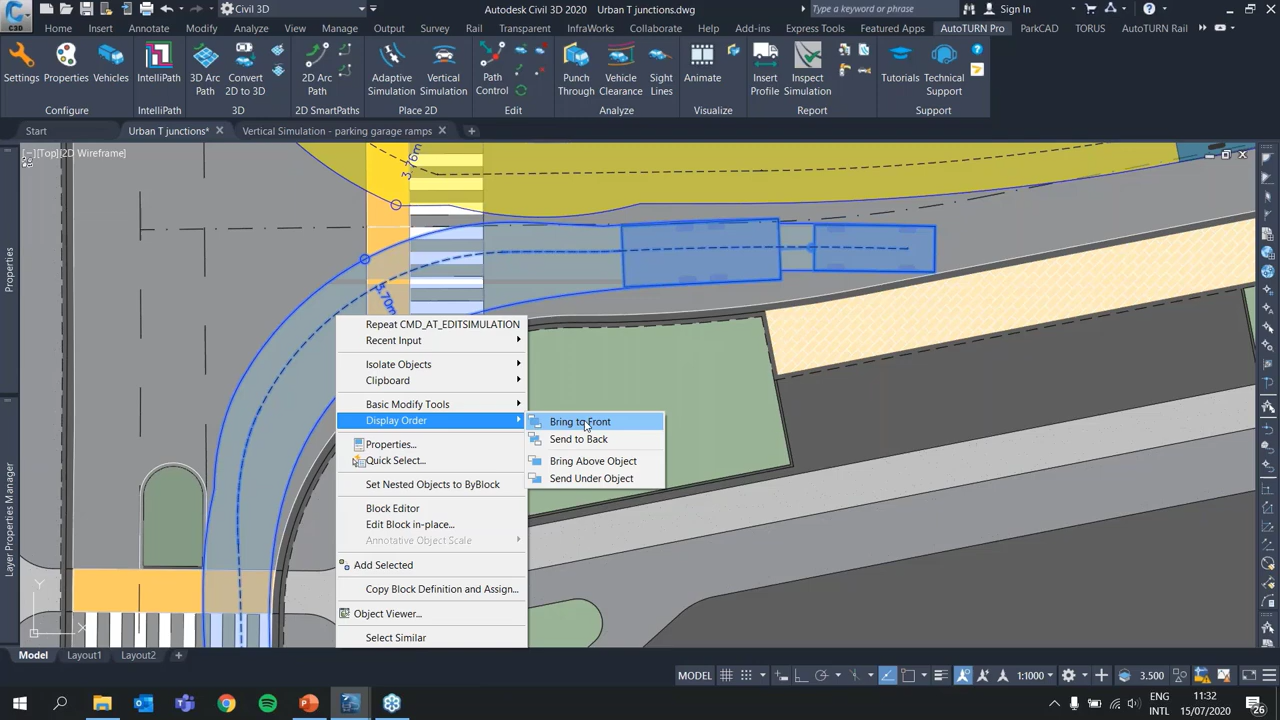 Civil 3D
Autodesk Civil 3D 2020 Urban T junctions.dwg
Type a keyword or phrase
Sign In
C3D
Home Insert Annotate Modify Analyze View Manage Output Survey Rail Transparent InfraWorks Collaborate Help Add-ins Express Tools Featured Apps AutoTURN Pro ParkCAD TORUS AutoTURN Rail
Settings Properties Vehicles IntelliPath 3D Arc Path Convert 2D to 3D 2D Arc Path Adaptive Simulation Vertical Simulation Path Control Punch Through Vehicle Clearance Sight Lines Animate Insert Profile Inspect Simulation Tutorials Technical Support
Configure IntelliPath 3D 2D SmartPaths Place 2D Edit Analyze Visualize Report Support
Start Urban T junctions* Vertical Simulation - parking garage ramps
[-][Top][2D Wireframe]
3.76m
5.70m
Properties
Layer Properties Manager
Repeat CMD_AT_EDITSIMULATION
Recent Input
Isolate Objects
Clipboard
Basic Modify Tools
Display Order
Properties...
Quick Select...
Set Nested Objects to ByBlock
Block Editor
Edit Block in-place...
Annotative Object Scale
Add Selected
Copy Block Definition and Assign...
Object Viewer...
Select Similar
Bring to Front
Send to Back
Bring Above Object
Send Under Object
Y
X
Model Layout1 Layout2
MODEL 1:1000 3.500
ENG
INTL
11:32
15/07/2020
26